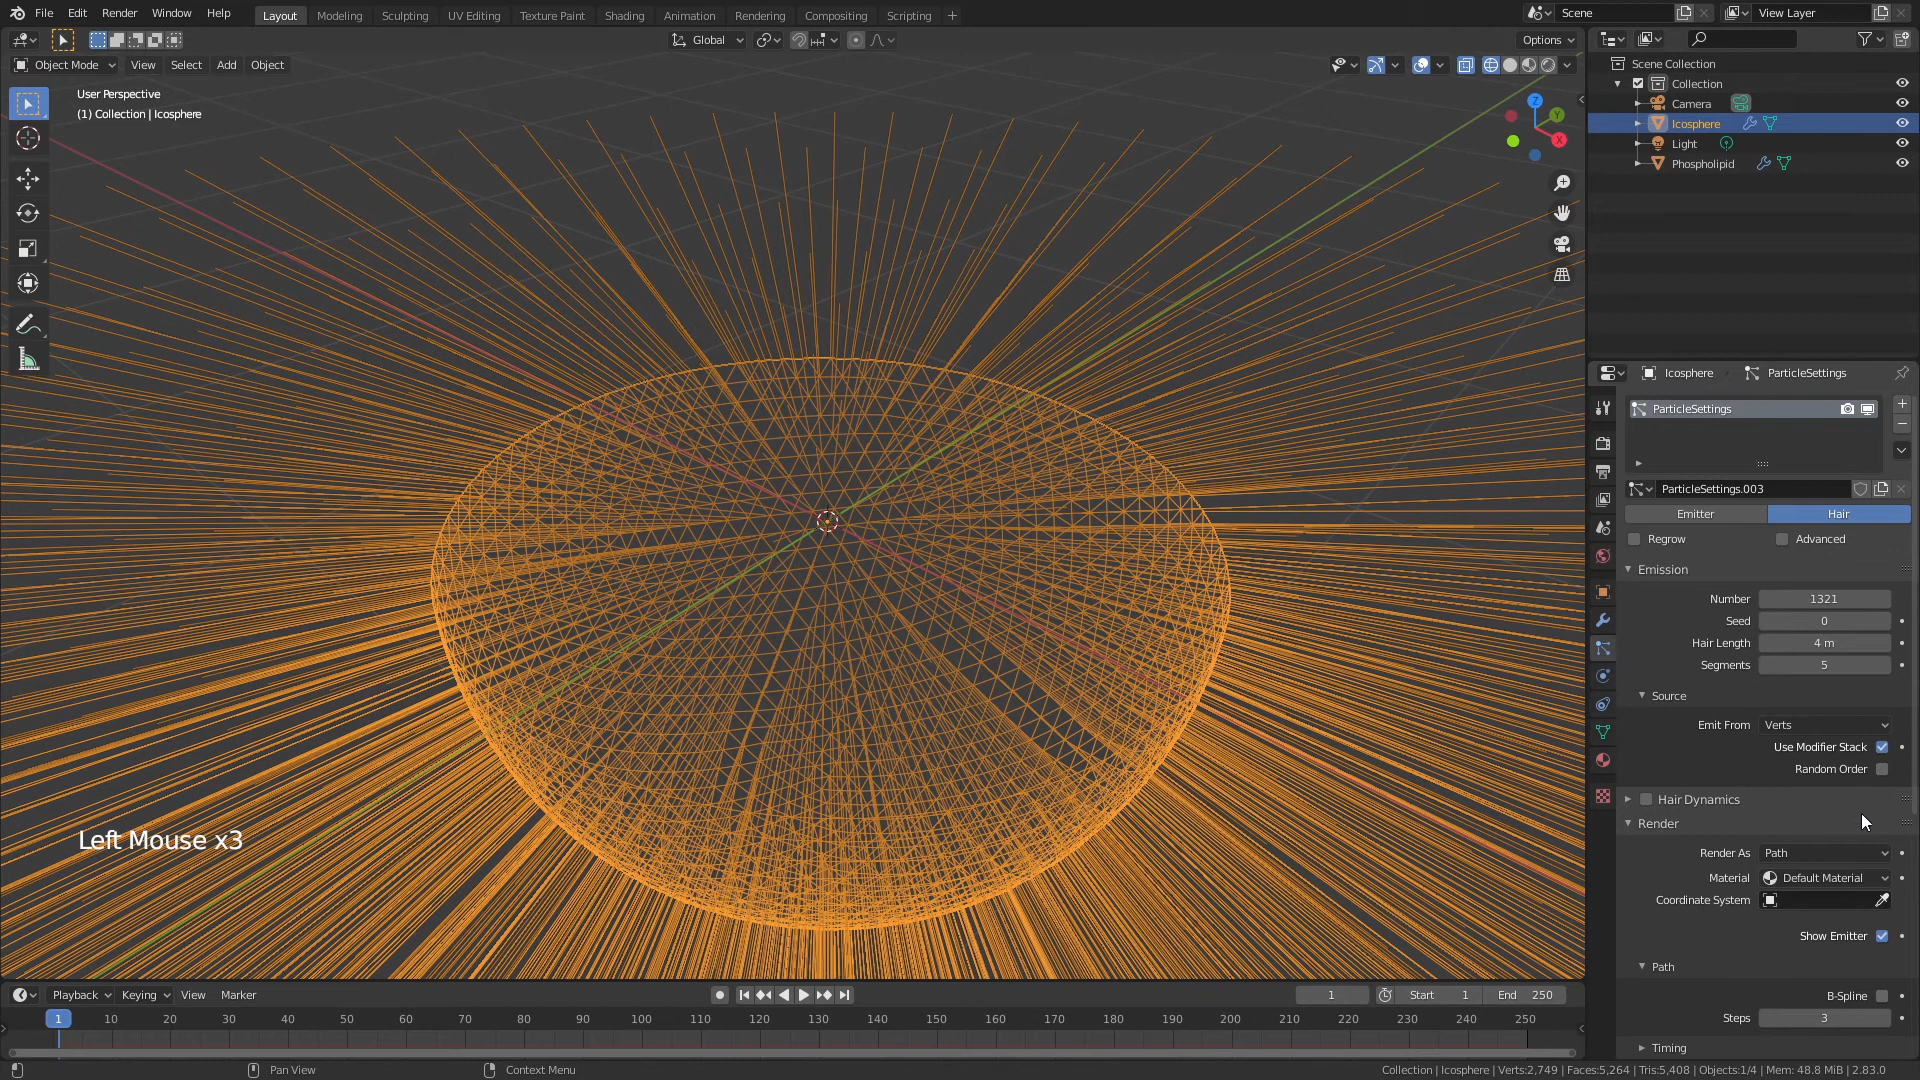 File Edit Render Window Help Layout Modeling Sculpting UV Editing Texture Paint Shading Animation Rendering Compositing Scripting + Scene View Layer
Global Options
Object Mode View Select Add Object
User Perspective
(1) Collection | Icosphere
Z
Y
X
Left Mouse x3
Scene Collection
Collection
Camera
Icosphere
Light
Phospholipid
Icosphere ParticleSettings
ParticleSettings
ParticleSettings.003
Emitter Hair
Regrow Advanced
Emission
Number 1321
Seed 0
Hair Length 4 m
Segments 5
Source
Emit From Verts
Use Modifier Stack
Random Order
Hair Dynamics
Render
Render As Path
Material Default Material
Coordinate System
Show Emitter
Path
B-Spline
Steps 3
Timing
Playback Keying View Marker 1 Start 1 End 250
1 10 20 30 40 50 60 70 80 90 100 110 120 130 140 150 160 170 180 190 200 210 220 230 240 250
Pan View Context Menu Collection | Icosphere | Verts:2,749 | Faces:5,264 | Tris:5,408 | Objects:1/4 | Mem: 48.8 MiB | 2.83.0